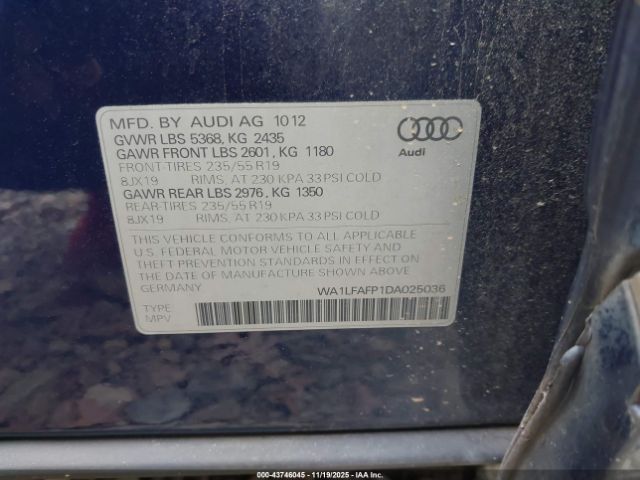 MFD. BY AUDI AG 10 12
GVWR LBS 5368, KG 2435
GAWR FRONT LBS 2601, KG 1180
FRONT-TIRES 235/55 R19
8JX19 RIMS, AT 230 KPA 33 PSI COLD
GAWR REAR LBS 2976, KG 1350
REAR-TIRES 235/55 R19
8JX19 RIMS, AT 230 KPA 33 PSI COLD
Audi
THIS VEHICLE CONFORMS TO ALL APPLICABLE
U.S. FEDERAL MOTOR VEHICLE SAFETY AND
THEFT PREVENTION STANDARDS IN EFFECT ON
THE DATE OF MANUFACTURE SHOWN ABOVE.
GERMANY WA1LFAFP1DA025036
TYPE
MPV
000-43746045 - 11/19/2025 - IAAI.COM